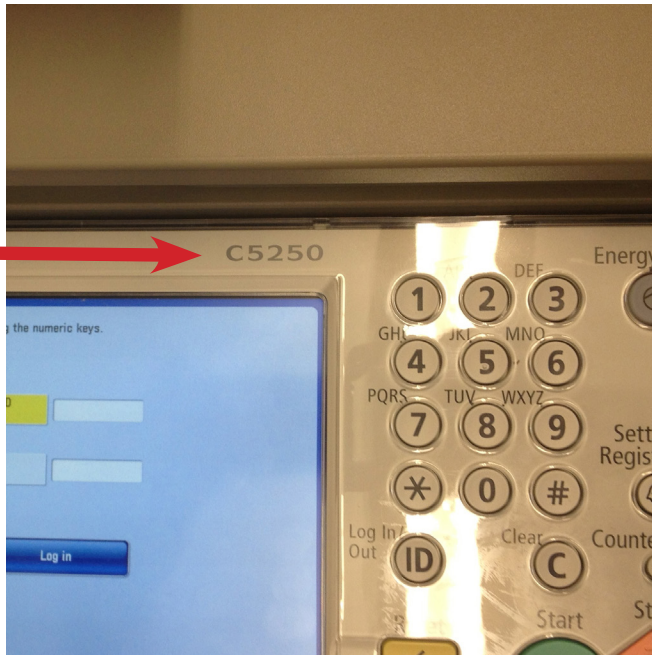 C5250
Energy
g the numeric keys.
DEF
1 2 3
GHI JKL MNO
4 5 6
PQRS TUV WXYZ
7 8 9
Sett
Regis
* 0 #
Log In/
Out
ID
Clear
C
Counte
Log in
Start
St